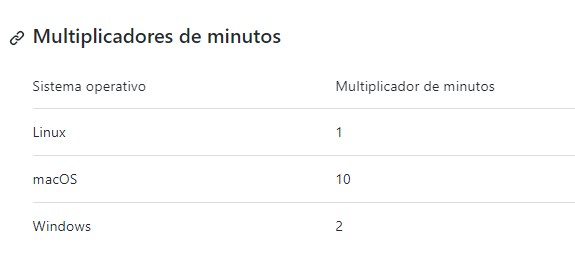 Multiplicadores de minutos
Sistema operativo Multiplicador de minutos
Linux 1
macOS 10
Windows 2